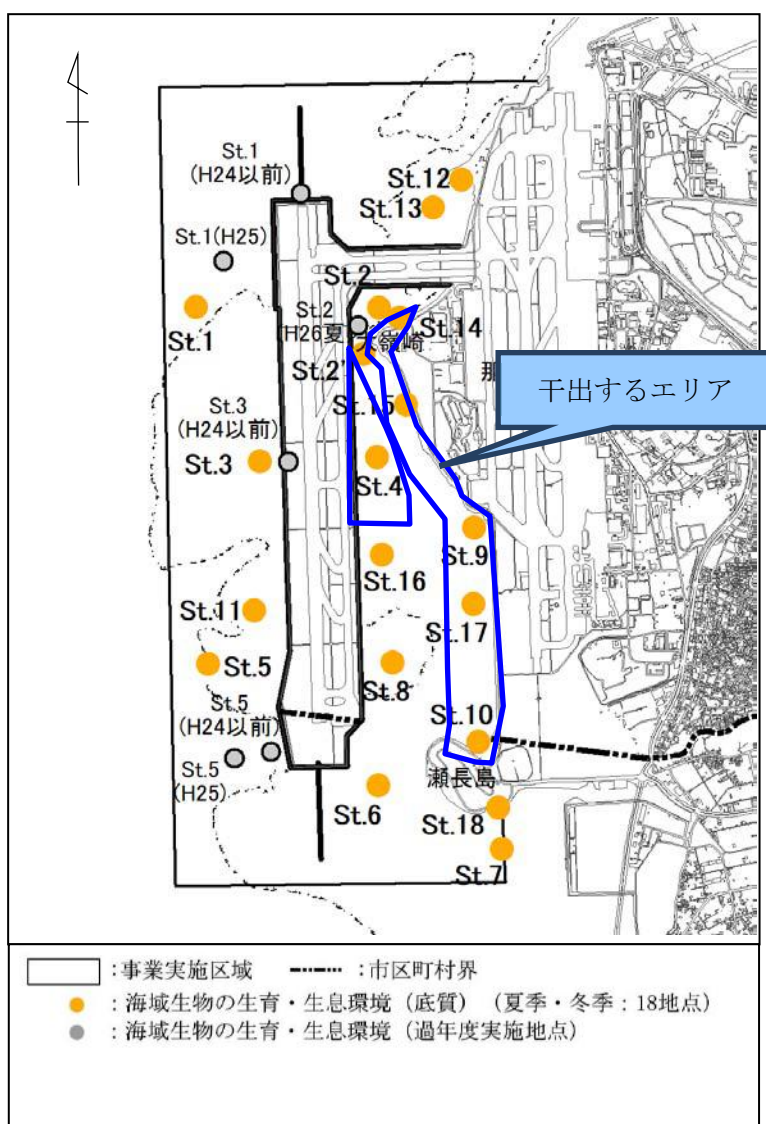 St.1
(H24以前)
St.12
St.13
St.1(H25)
St.2
St.1
St.2
(H26夏
St.14
大嶺崎
St.2'
那
干出するエリア
St.15
St.3
(H24以前)
St.3
St.4
St.9
St.16
St.11
St.17
St.5
St.8
St.5
(H24以前)
St.10
St.5
(H25)
瀬長島
St.6
St.18
St.7
:事業実施区域 :市区町村界
:海域生物の生育・生息環境(底質)(夏季・冬季:18地点)
:海域生物の生育・生息環境(過年度実施地点)